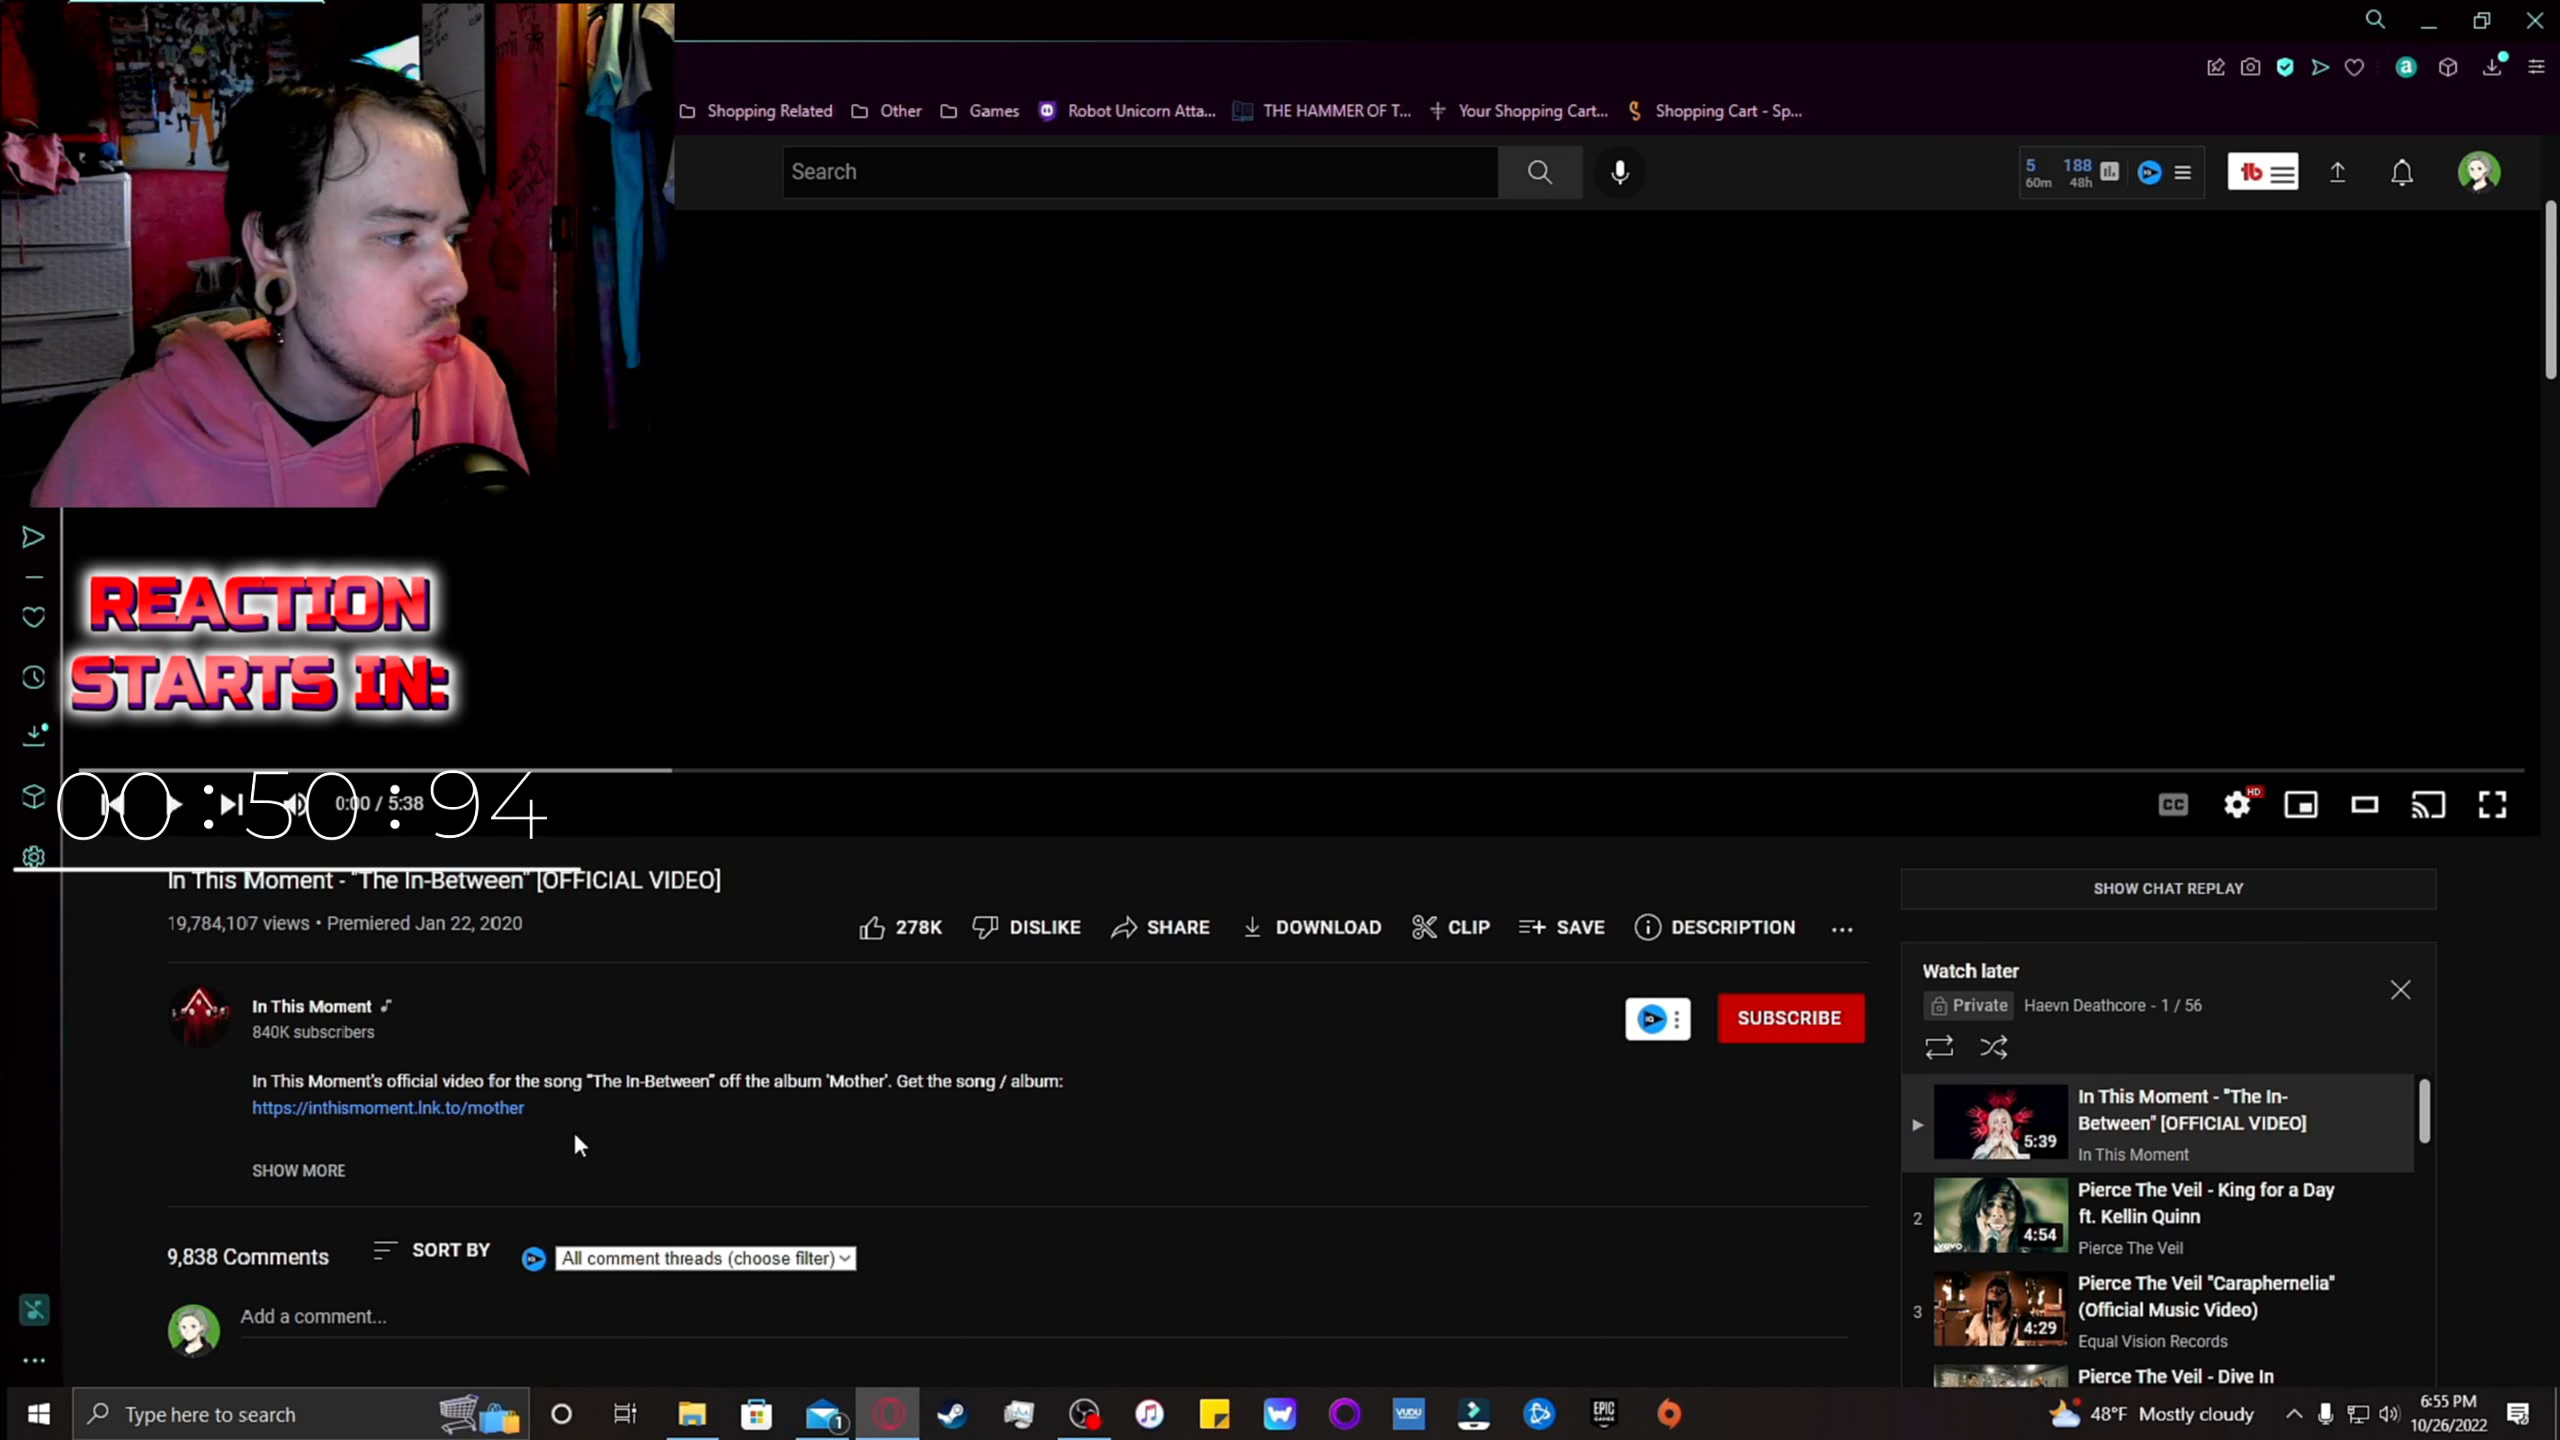 Shopping Related
Other
Games
Robot Unicorn Atta...
THE HAMMER OF T...
Your Shopping Cart...
Shopping Cart - Sp...
Search
5
60m
188
48h
REACTION
STARTS IN:
00:50:94
0:00 / 5:38
CC
HD
In This Moment - "The In-Between" [OFFICIAL VIDEO]
19,784,107 views • Premiered Jan 22, 2020
278K
DISLIKE
SHARE
DOWNLOAD
CLIP
SAVE
DESCRIPTION
SHOW CHAT REPLAY
In This Moment
840K subscribers
SUBSCRIBE
In This Moment's official video for the song "The In-Between" off the album 'Mother'. Get the song / album:
https://inthismoment.lnk.to/mother
SHOW MORE
9,838 Comments
SORT BY
All comment threads (choose filter)
Add a comment...
Watch later
Private
Haevn Deathcore - 1 / 56
In This Moment - "The In-
Between" [OFFICIAL VIDEO]
In This Moment
5:39
2
Pierce The Veil - King for a Day
ft. Kellin Quinn
Pierce The Veil
4:54
3
Pierce The Veil "Caraphernelia"
(Official Music Video)
Equal Vision Records
4:29
Pierce The Veil - Dive In
Type here to search
1
VUDU
EPIC
GAMES
48°F Mostly cloudy
6:55 PM
10/26/2022